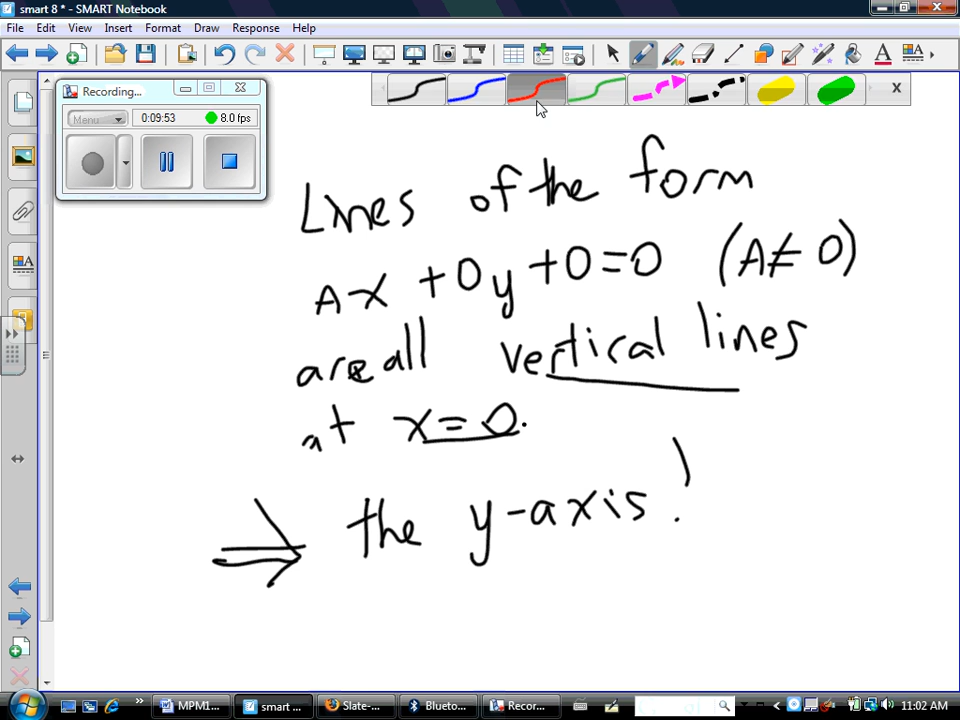 smart 8 * - SMART Notebook
File Edit View Insert Format Draw Response Help
Recording...
Menu 0:09:53 8.0 fps
x
Lines of the form
Ax + 0y + 0 = 0 (A ≠ 0)
are all vertical lines
at x = 0.
⇒ the y-axis!
MPM1... smart ... Slate-... Blueto... Recor... 11:02 AM